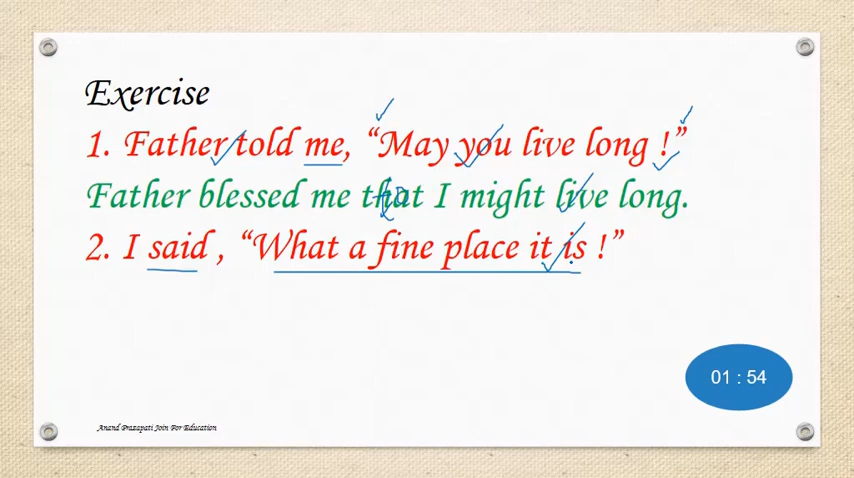 Exercise
1. Father told me, “May you live long !”
Father blessed me that I might live long.
2. I said , “What a fine place it is !”
01 : 54
Anand Prazapati Join For Education